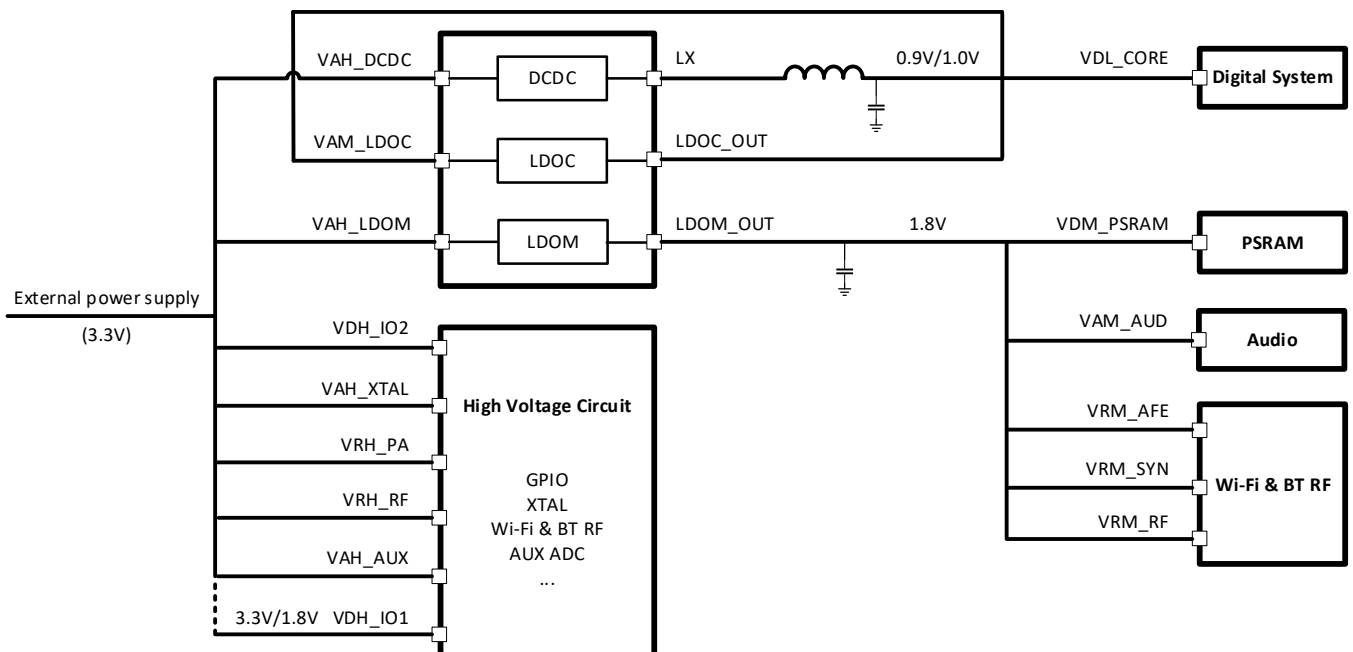 VAH_DCDC
DCDC
LX
0.9V/1.0V
VDL_CORE
Digital System
VAM_LDOC
LDOC
LDOC_OUT
VAH_LDOM
LDOM
LDOM_OUT
1.8V
VDM_PSRAM
PSRAM
External power supply
(3.3V)
VDH_IO2
VAM_AUD
Audio
VAH_XTAL
High Voltage Circuit
VRH_PA
VRH_RF
VAH_AUX
3.3V/1.8V VDH_IO1
GPIO
XTAL
Wi-Fi & BT RF
AUX ADC
...
VRM_AFE
VRM_SYN
VRM_RF
Wi-Fi & BT RF